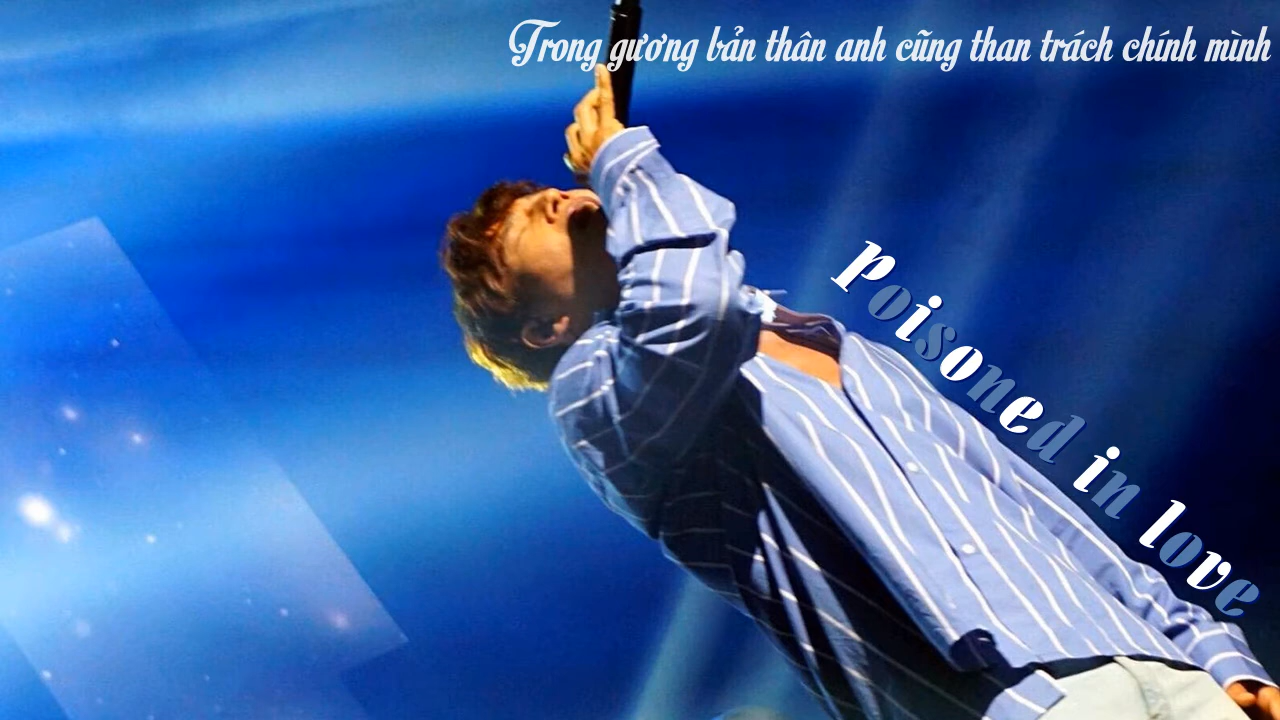 Trong gương bản thân anh cũng than trách chính mình
poisoned in love